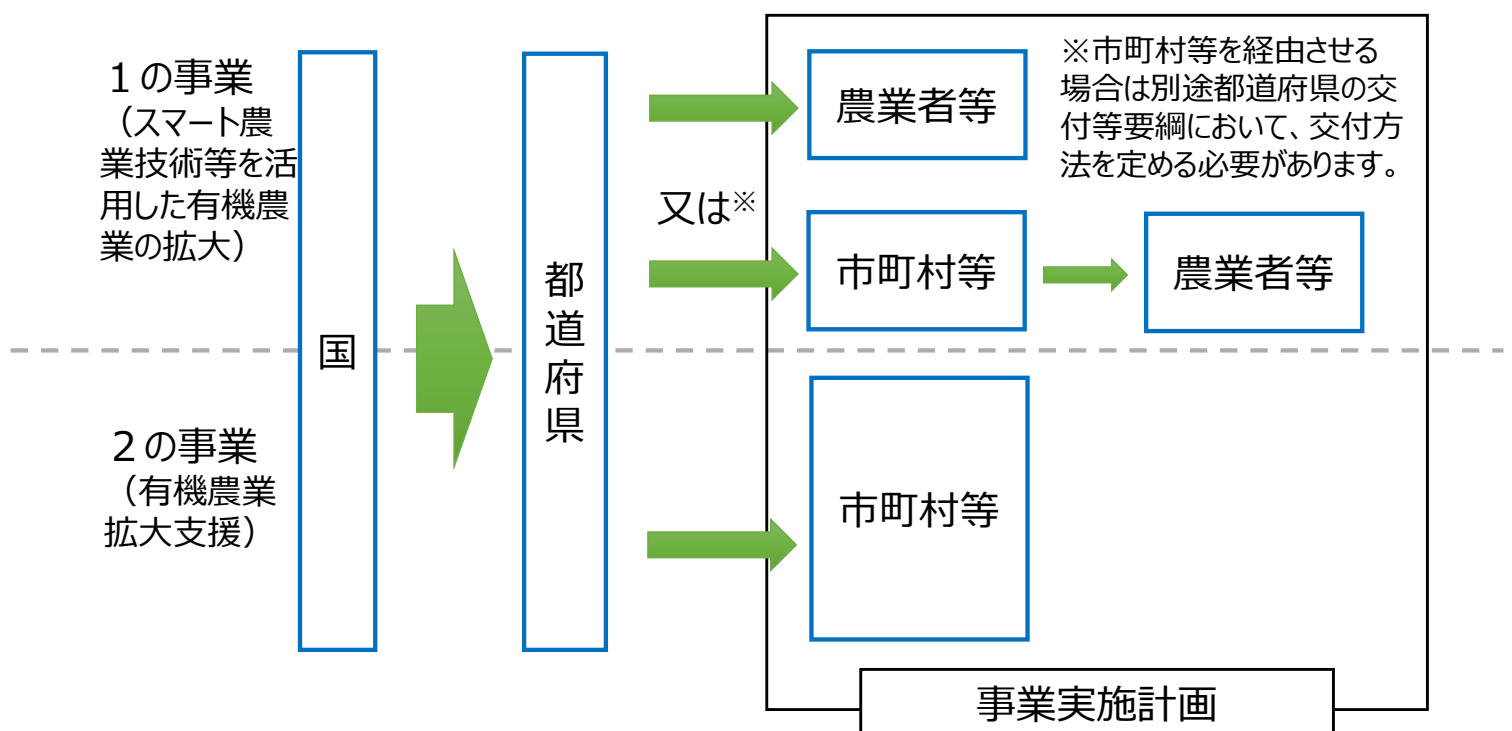 １の事業
（スマート農
業技術等を活
用した有機農
業の拡大）
２の事業
（有機農業
拡大支援）
国
都
道
府
県
農業者等
又は※
市町村等
農業者等
市町村等
※市町村等を経由させる
場合は別途都道府県の交
付等要綱において、交付方
法を定める必要があります。
事業実施計画